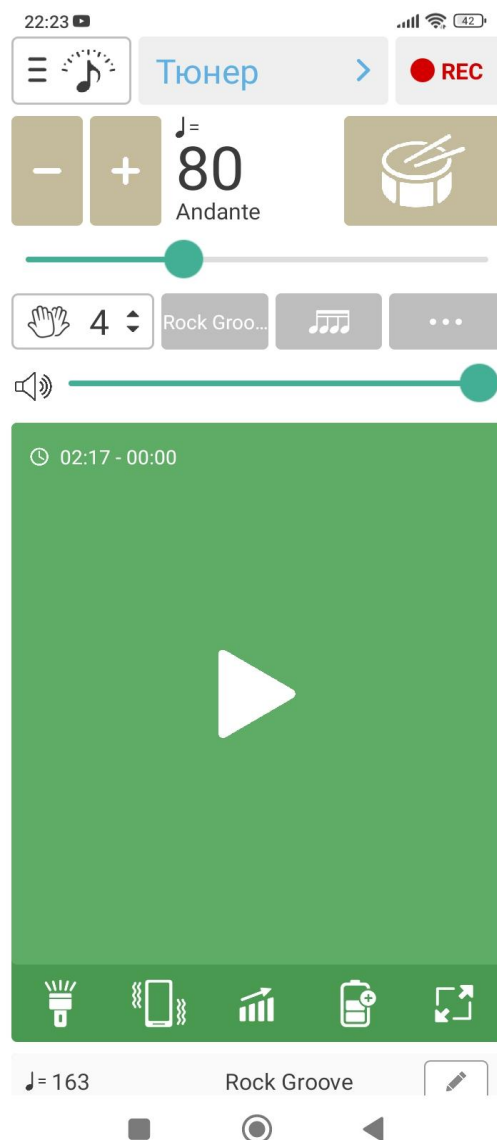 22:23
42
Тюнер
REC
=
80
Andante
4
Rock Groo...
02:17 - 00:00
= 163
Rock Groove